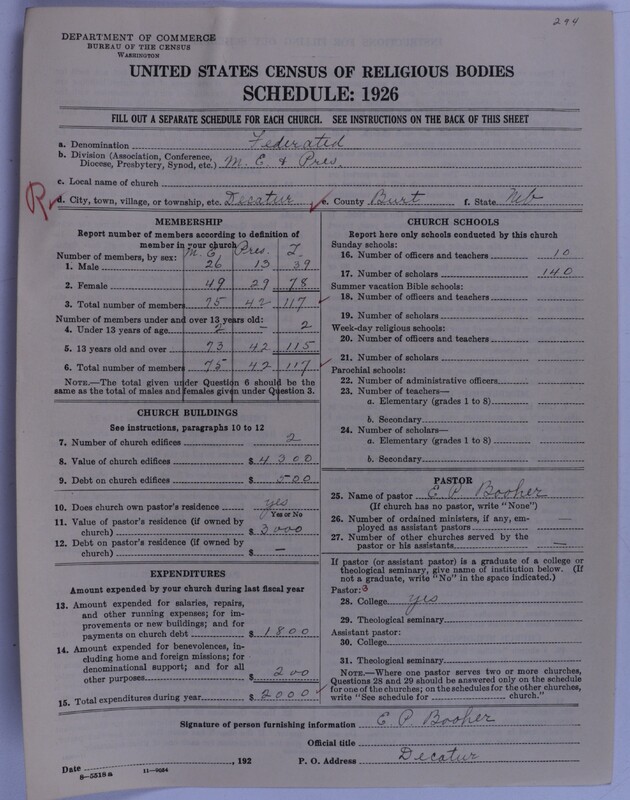 294
DEPARTMENT OF COMMERCE
BUREAU OF THE CENSUS
WASHINGTON
UNITED STATES CENSUS OF RELIGIOUS BODIES
SCHEDULE: 1926
FILL OUT A SEPARATE SCHEDULE FOR EACH CHURCH. SEE INSTRUCTIONS ON THE BACK OF THIS SHEET
a. Denomination Federated
b. Division (Association, Conference, Diocese, Presbytery, Synod, etc.) M. E. & Pres.
c. Local name of church
R d. City, town, village, or township, etc. Decatur e. County Burt f. State Neb
MEMBERSHIP
Report number of members according to definition of
member in your church
Number of members, by sex: M. E. Pres. T
1. Male 26 13 39
2. Female 49 29 78
3. Total number of members 75 42 117
Number of members under and over 13 years old:
4. Under 13 years of age 2 – 2
5. 13 years old and over 73 42 115
6. Total number of members 75 42 117
NOTE.—The total given under Question 6 should be the
same as the total of males and females given under Question 3.
CHURCH BUILDINGS
See instructions, paragraphs 10 to 12
7. Number of church edifices 2
8. Value of church edifices $ 4300
9. Debt on church edifices $ 500
10. Does church own pastor's residence yes
Yes or No
11. Value of pastor's residence (if owned by
church) $ 3000
12. Debt on pastor's residence (if owned by
church) $ —
EXPENDITURES
Amount expended by your church during last fiscal year
13. Amount expended for salaries, repairs,
and other running expenses; for im-
provements or new buildings; and for
payments on church debt $ 1800
14. Amount expended for benevolences, in-
cluding home and foreign missions; for
denominational support; and for all
other purposes $ 200
15. Total expenditures during year $ 2000
CHURCH SCHOOLS
Report here only schools conducted by this church
Sunday schools:
16. Number of officers and teachers 10
17. Number of scholars 140
Summer vacation Bible schools:
18. Number of officers and teachers
19. Number of scholars
Week-day religious schools:
20. Number of officers and teachers
21. Number of scholars
Parochial schools:
22. Number of administrative officers
23. Number of teachers—
a. Elementary (grades 1 to 8)
b. Secondary
24. Number of scholars—
a. Elementary (grades 1 to 8)
b. Secondary
PASTOR
25. Name of pastor E. P. Booher
(If church has no pastor, write "None")
26. Number of ordained ministers, if any, em-
ployed as assistant pastors —
27. Number of other churches served by the
pastor or his assistants —
If pastor (or assistant pastor) is a graduate of a college or
theological seminary, give name of institution below. (If
not a graduate, write "No" in the space indicated.)
Pastor: 3
28. College yes
29. Theological seminary
Assistant pastor:
30. College
31. Theological seminary
NOTE.—Where one pastor serves two or more churches,
Questions 28 and 29 should be answered only on the schedule
for one of the churches; on the schedules for the other churches,
write "See schedule for church."
Signature of person furnishing information E P Booher
Official title
Date , 192 P. O. Address Decatur
8—5518a 11—9084